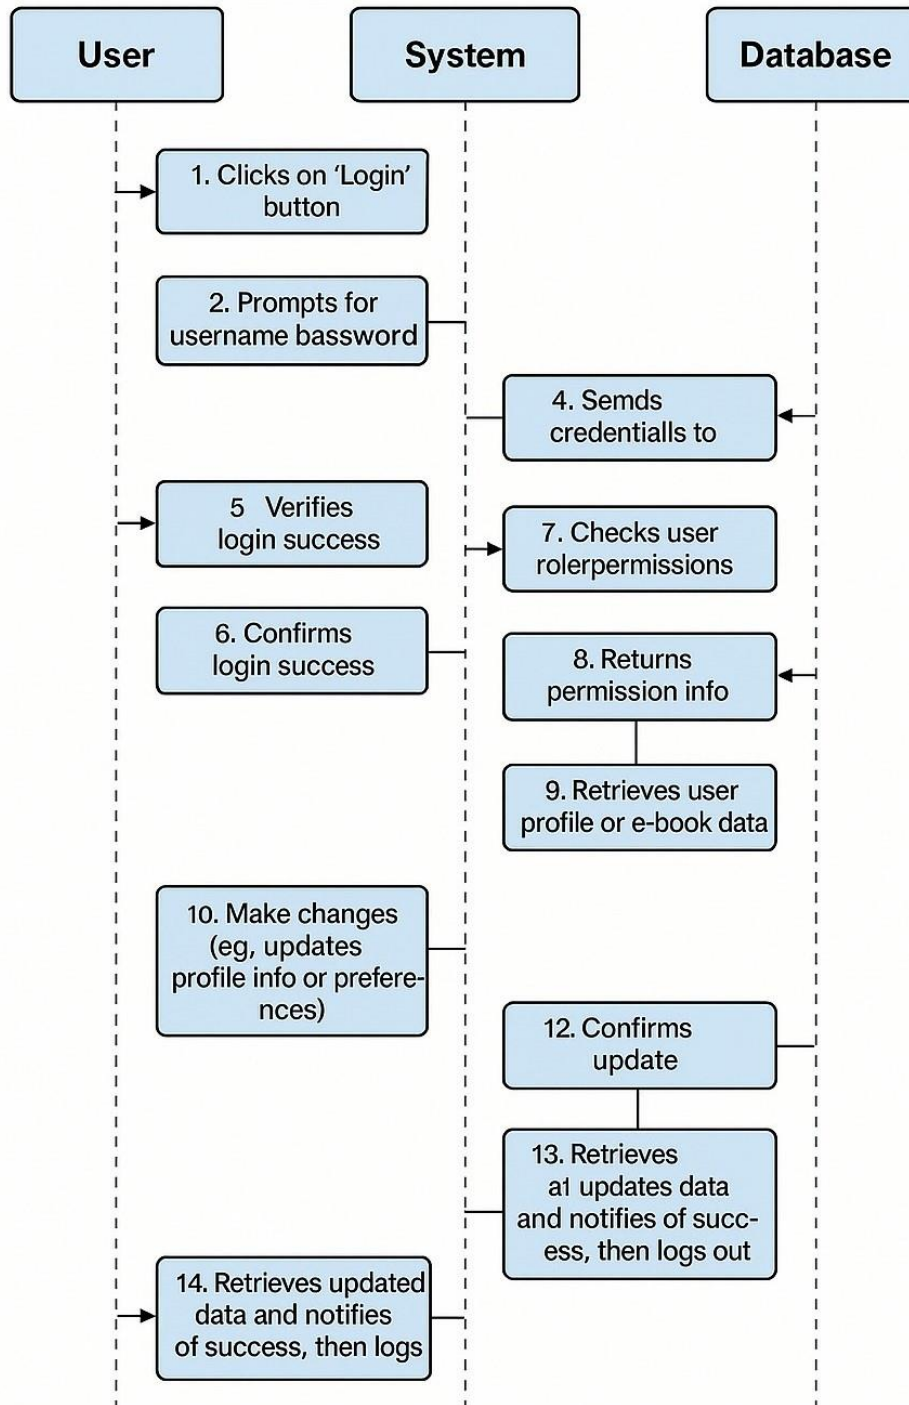 User
System
Database
1. Clicks on ‘Login’
button
2. Prompts for
username bassword
4. Semds
credentialls to
5 Verifies
login success
7. Checks user
rolerpermissions
6. Confirms
login success
8. Returns
permission info
9. Retrieves user
profile or e-book data
10. Make changes
(eg, updates
profile info or prefere-
nces)
12. Confirms
update
13. Retrieves
a1 updates data
and notifies of succ-
ess, then logs out
14. Retrieves updated
data and notifies
of success, then logs